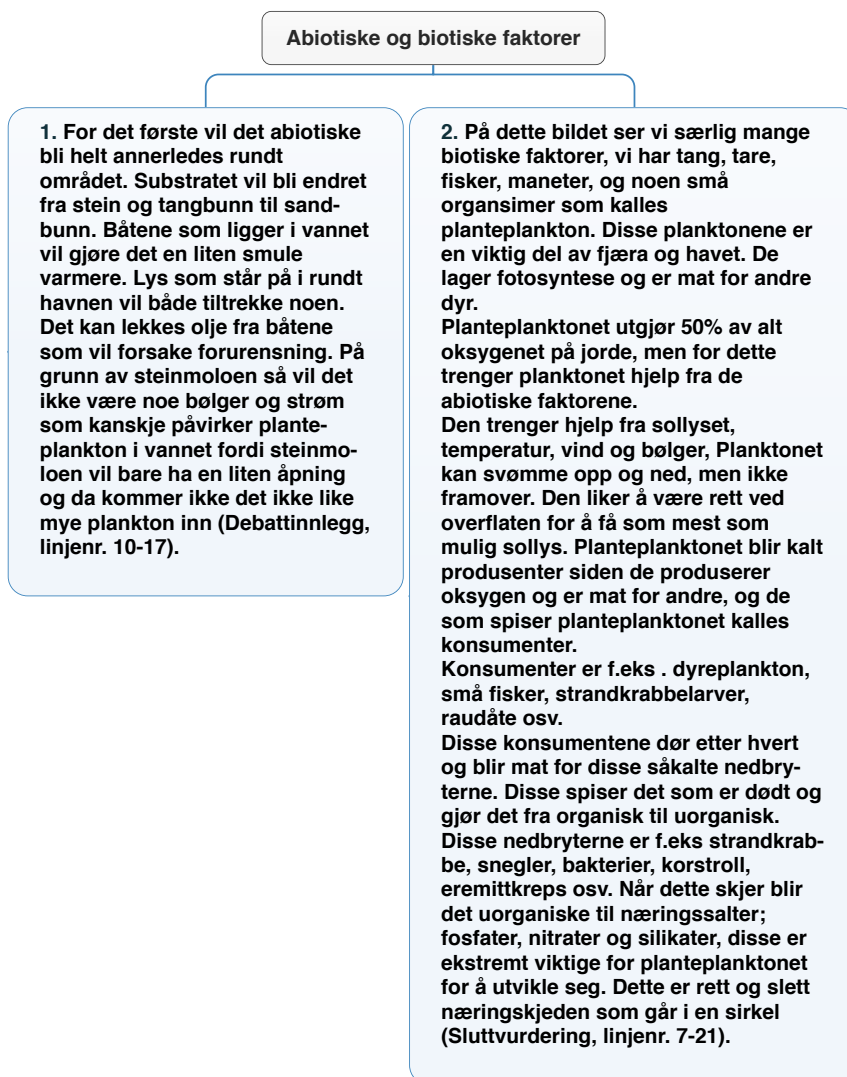 Abiotiske og biotiske faktorer
1. For det første vil det abiotiske
bli helt annerledes rundt
området. Substratet vil bli endret
fra stein og tangbunn til sand-
bunn. Båtene som ligger i vannet
vil gjøre det en liten smule
varmere. Lys som står på i rundt
havnen vil både tiltrekke noen.
Det kan lekkes olje fra båtene
som vil forsake forurensning. På
grunn av steinmoloen så vil det
ikke være noe bølger og strøm
som kanskje påvirker plante-
plankton i vannet fordi steinmo-
loen vil bare ha en liten åpning
og da kommer ikke det ikke like
mye plankton inn (Debattinnlegg,
linjenr. 10-17).
2. På dette bildet ser vi særlig mange
biotiske faktorer, vi har tang, tare,
fisker, maneter, og noen små
organsimer som kalles
planteplankton. Disse planktonene er
en viktig del av fjæra og havet. De
lager fotosyntese og er mat for andre
dyr.
Planteplanktonet utgjør 50% av alt
oksygenet på jorde, men for dette
trenger planktonet hjelp fra de
abiotiske faktorene.
Den trenger hjelp fra sollyset,
temperatur, vind og bølger, Planktonet
kan svømme opp og ned, men ikke
framover. Den liker å være rett ved
overflaten for å få som mest som
mulig sollys. Planteplanktonet blir kalt
produsenter siden de produserer
oksygen og er mat for andre, og de
som spiser planteplanktonet kalles
konsumenter.
Konsumenter er f.eks . dyreplankton,
små fisker, strandkrabbelarver,
raudåte osv.
Disse konsumentene dør etter hvert
og blir mat for disse såkalte nedbry-
terne. Disse spiser det som er dødt og
gjør det fra organisk til uorganisk.
Disse nedbryterne er f.eks strandkrab-
be, snegler, bakterier, korstroll,
eremittkreps osv. Når dette skjer blir
det uorganiske til næringssalter;
fosfater, nitrater og silikater, disse er
ekstremt viktige for planteplanktonet
for å utvikle seg. Dette er rett og slett
næringskjeden som går i en sirkel
(Sluttvurdering, linjenr. 7-21).